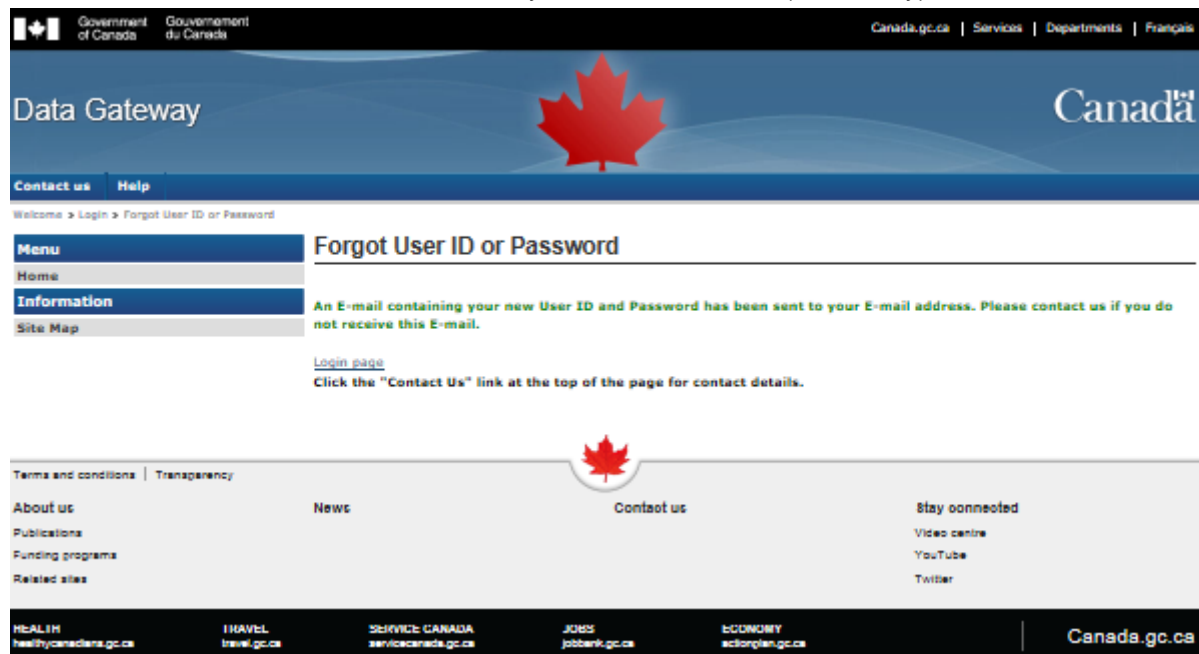 Government of Canada
Gouvernement du Canada
Canada.gc.ca | Services | Departments | Français
Data Gateway
Canada
Contact us Help
Welcome > Login > Forgot User ID or Password
Menu
Home
Information
Site Map
Forgot User ID or Password
An E-mail containing your new User ID and Password has been sent to your E-mail address. Please contact us if you do
not receive this E-mail.
Login page
Click the "Contact Us" link at the top of the page for contact details.
Terms and conditions | Transparency
About us
Publications
Funding programs
Related sites
News
Contact us
Stay connected
Video centre
YouTube
Twitter
HEALTH
healthycanadians.gc.ca
TRAVEL
travel.gc.ca
SERVICE CANADA
servicecanada.gc.ca
JOBS
jobbank.gc.ca
ECONOMY
actionplan.gc.ca
Canada.gc.ca